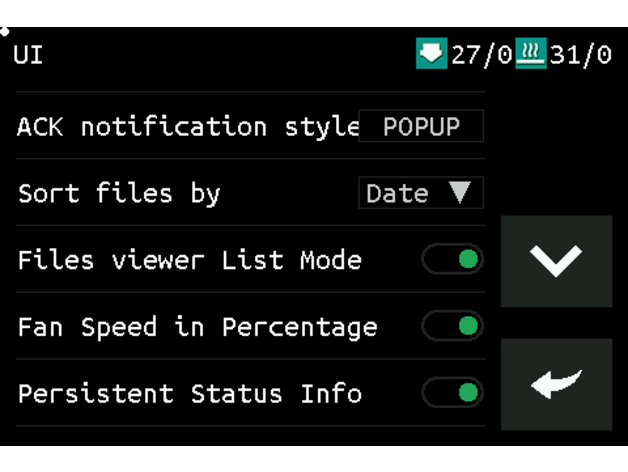 UI 27/0 31/0
ACK notification style POPUP
Sort files by Date ▼
Files viewer List Mode
Fan Speed in Percentage
Persistent Status Info